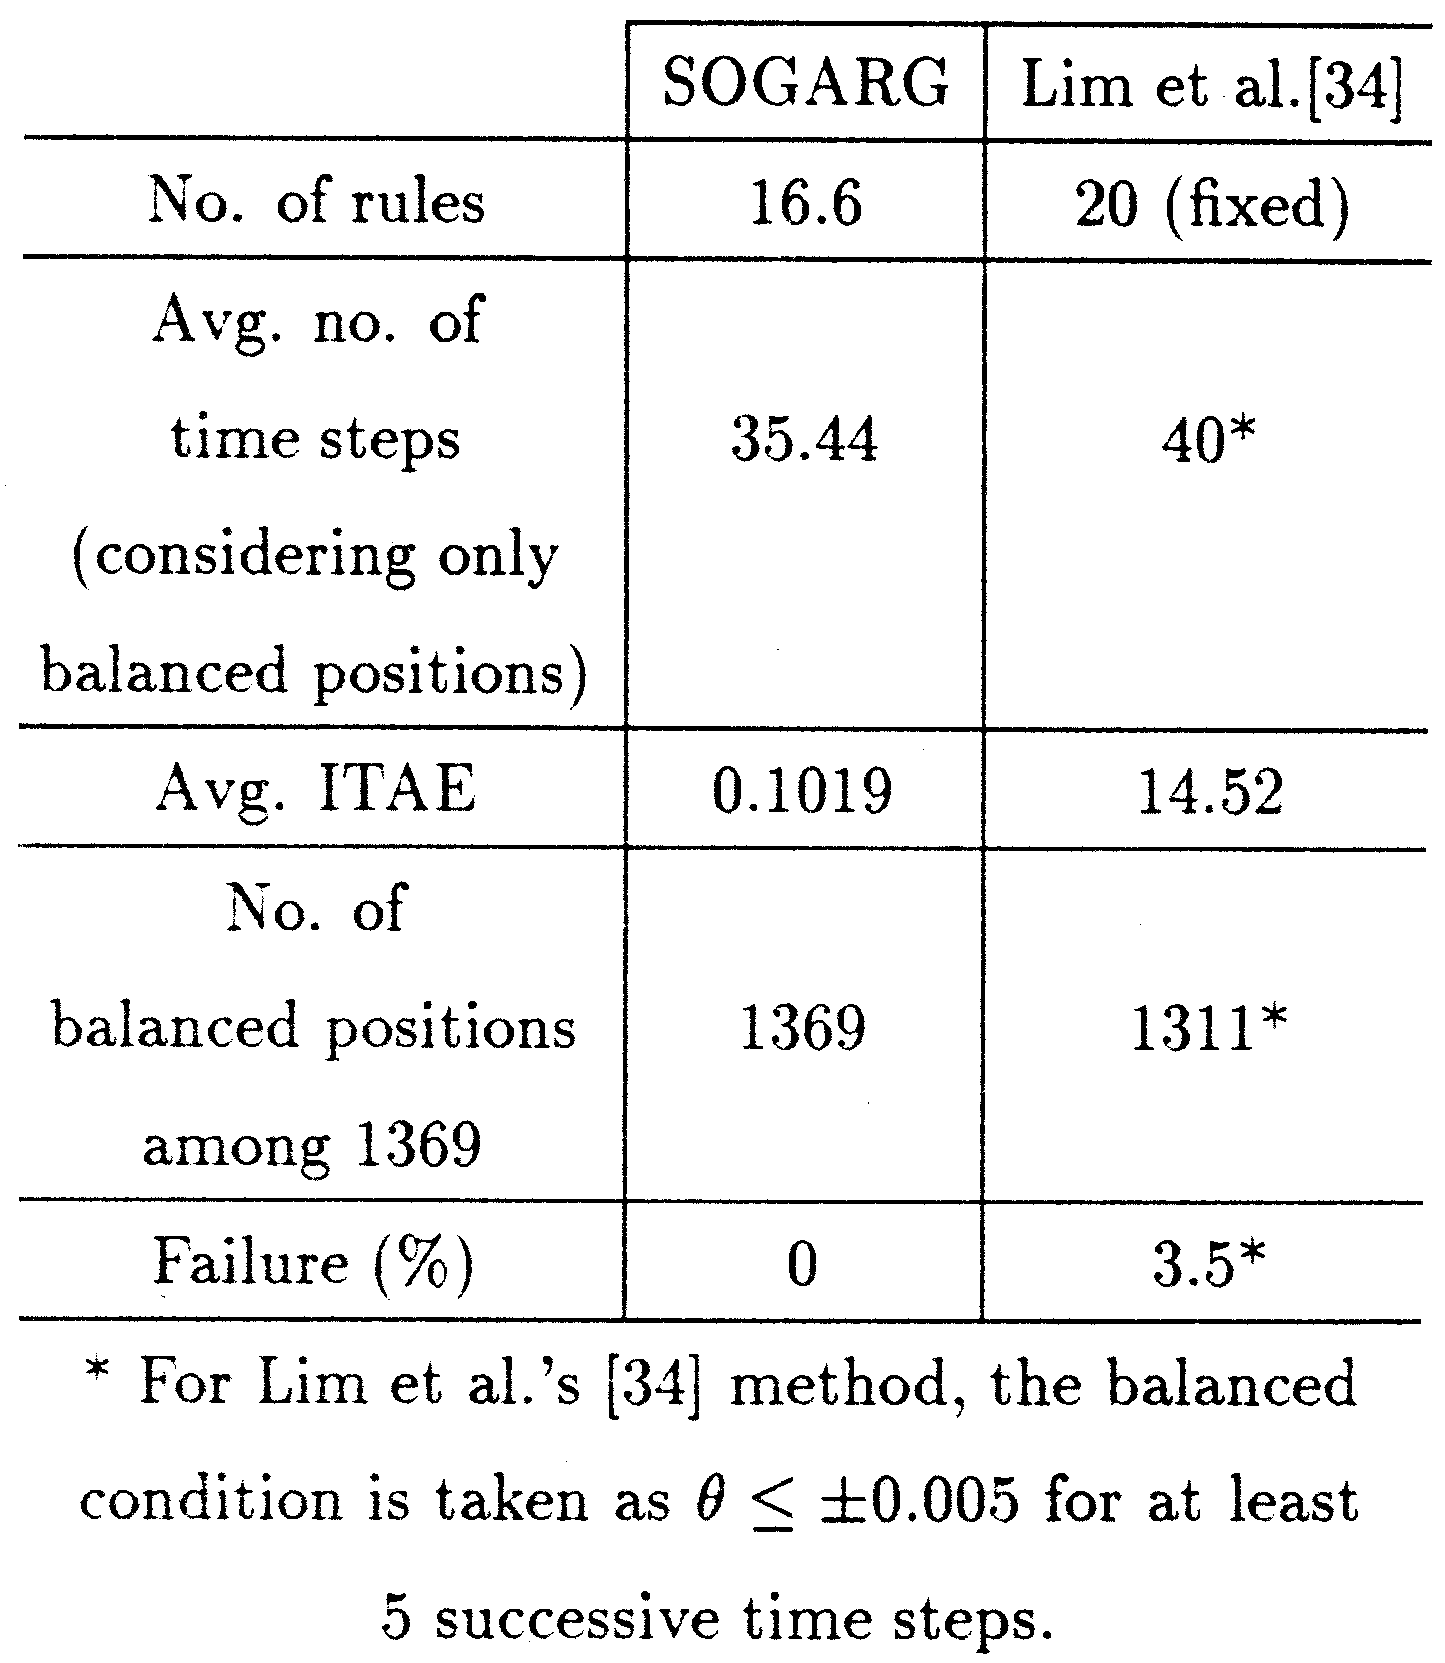 SOGARG Lim et al.[34]
No. of rules 16.6 20 (fixed)
Avg. no. of
time steps 35.44 40*
(considering only
balanced positions)
Avg. ITAE 0.1019 14.52
No. of
balanced positions 1369 1311*
among 1369
Failure (%) 0 3.5*
* For Lim et al.'s [34] method, the balanced
condition is taken as θ ≤ ±0.005 for at least
5 successive time steps.